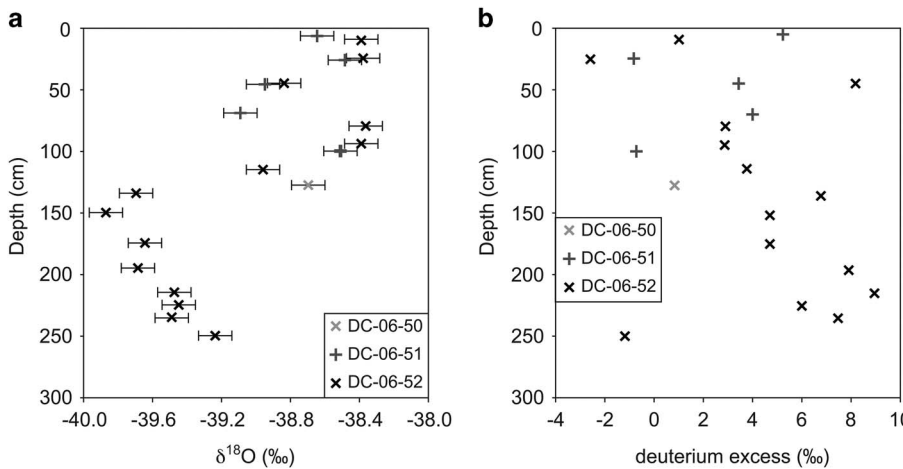 a
0
50
100
150
200
250
300
Depth (cm)
-40.0
-39.6
-39.2
-38.8
-38.4
-38.0
δ18O (‰)
DC-06-50
DC-06-51
DC-06-52
b
0
50
100
150
200
250
300
Depth (cm)
-4
-2
0
2
4
6
8
10
deuterium excess (‰)
DC-06-50
DC-06-51
DC-06-52